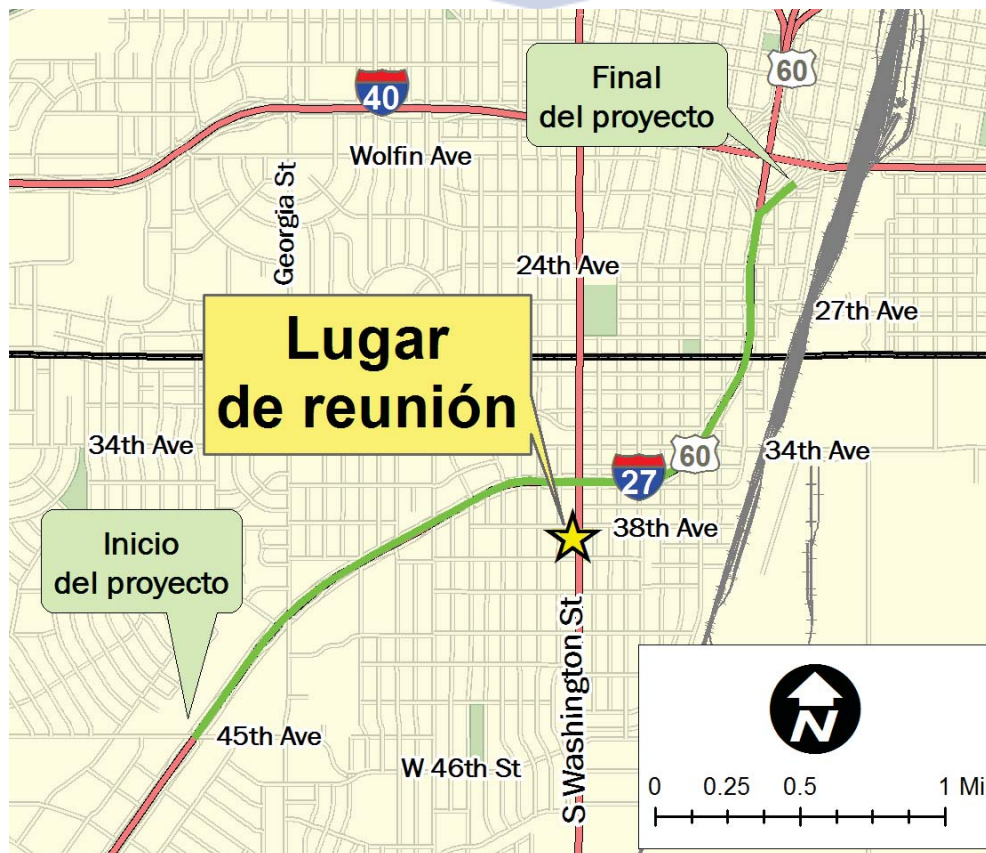 40
60
Final
del proyecto
Wolfin Ave
Georgia St
24th Ave
27th Ave
Lugar
de reunión
34th Ave
60
34th Ave
27
38th Ave
Inicio
del proyecto
S Washington St
45th Ave
W 46th St
N
0 0.25 0.5 1 Mi